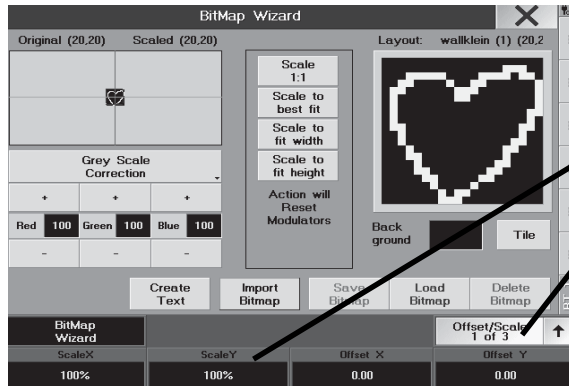 BitMap Wizard
Original (20,20) Scaled (20,20)
Layout: wallklein (1) (20,2
Scale
1:1
Scale to
best fit
Scale to
fit width
Scale to
fit height
Action will
Reset
Modulators
Grey Scale
Correction
+ + +
Red 100 Green 100 Blue 100
- - -
Back
ground
Tile
Create
Text
Import
Bitmap
Save
Bitmap
Load
Bitmap
Delete
Bitmap
BitMap
Wizard
Offset/Scale
1 of 3
ScaleX ScaleY Offset X Offset Y
100% 100% 0.00 0.00